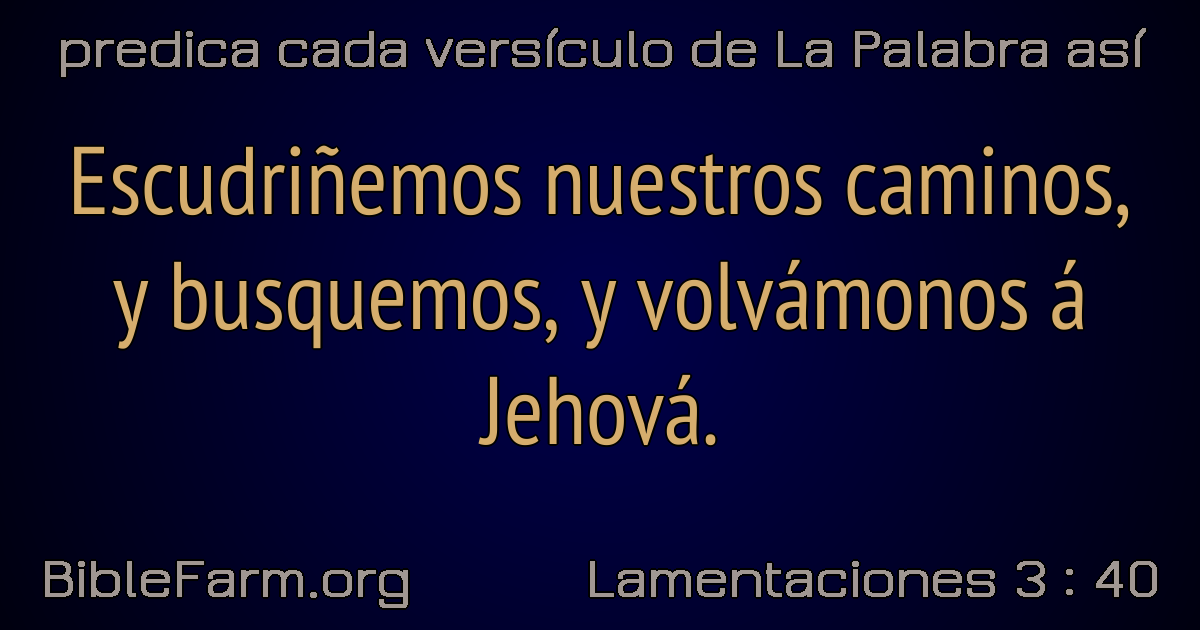 predica cada versículo de La Palabra así
Escudriñemos nuestros caminos,
y busquemos, y volvámonos á
Jehová.
BibleFarm.org
Lamentaciones 3 : 40